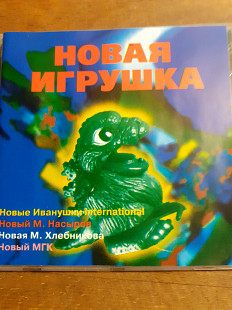 НОВАЯ
ИГРУШКА
Новые Иванушки International
Новый М. Насыров
Новая М. Хлебникова
Новый МГК